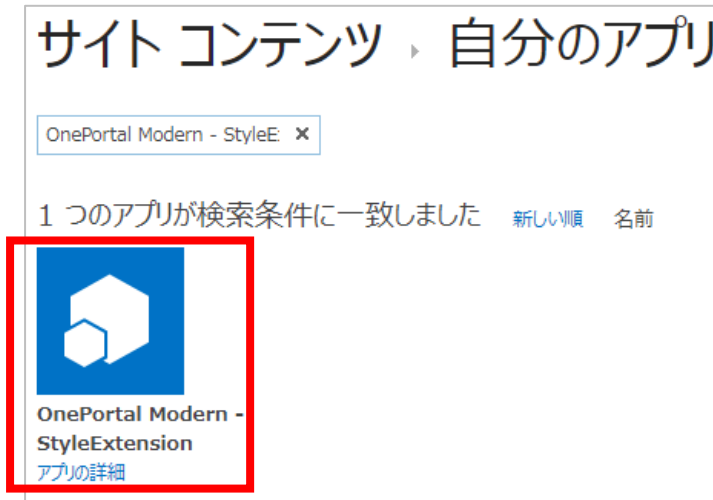 サイト コンテンツ ▸ 自分のアプリ
OnePortal Modern - StyleE: ×
1 つのアプリが検索条件に一致しました 新しい順 名前
OnePortal Modern -
StyleExtension
アプリの詳細